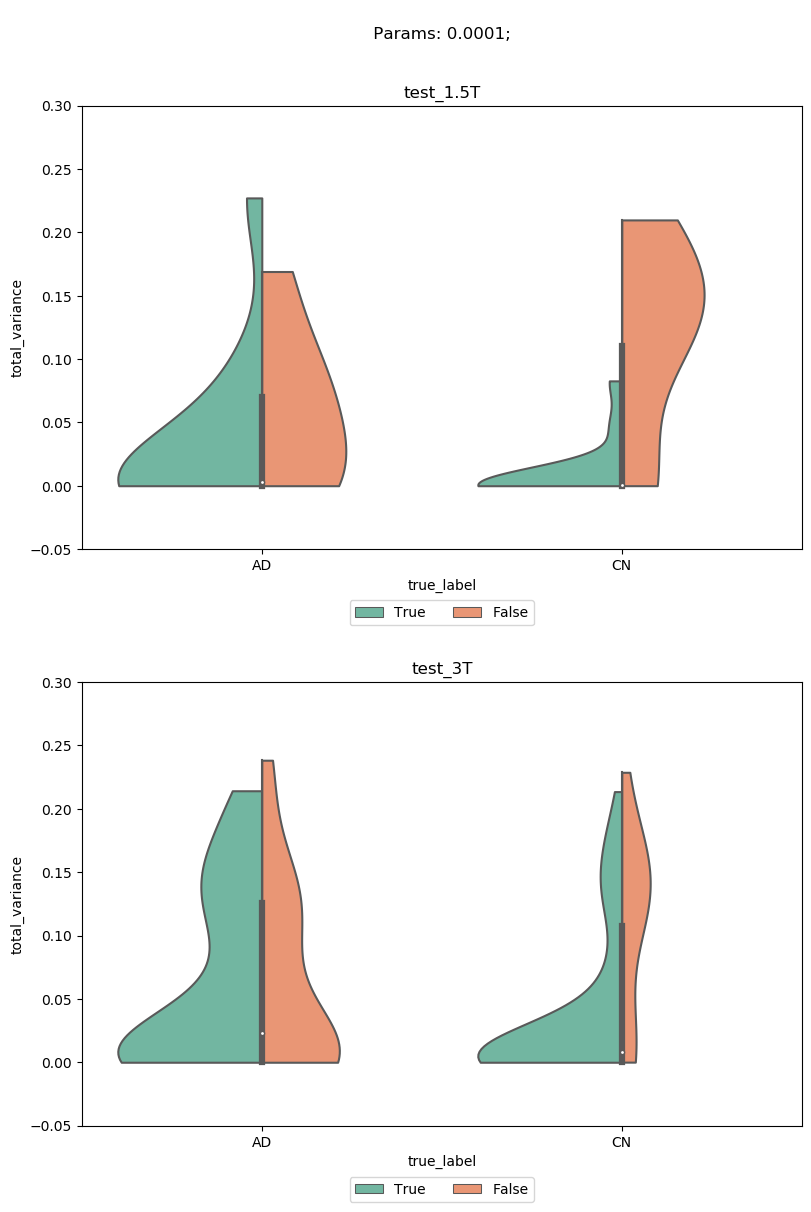 Params: 0.0001;
test_1.5T
0.30
0.25
0.20
0.15
0.10
0.05
0.00
−0.05
total_variance
AD CN
true_label
True False
test_3T
0.30
0.25
0.20
0.15
0.10
0.05
0.00
−0.05
total_variance
AD CN
true_label
True False